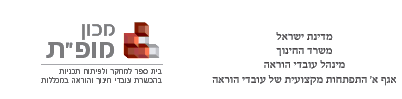 מדינת ישראל
משרד החינוך
מינהל עובדי הוראה
אגף א' התפתחות מקצועית של עובדי הוראה
מכון
מופ"ת
בית ספר למחקר ולפיתוח תכניות
בהכשרת עובדי חינוך והוראה במכללות